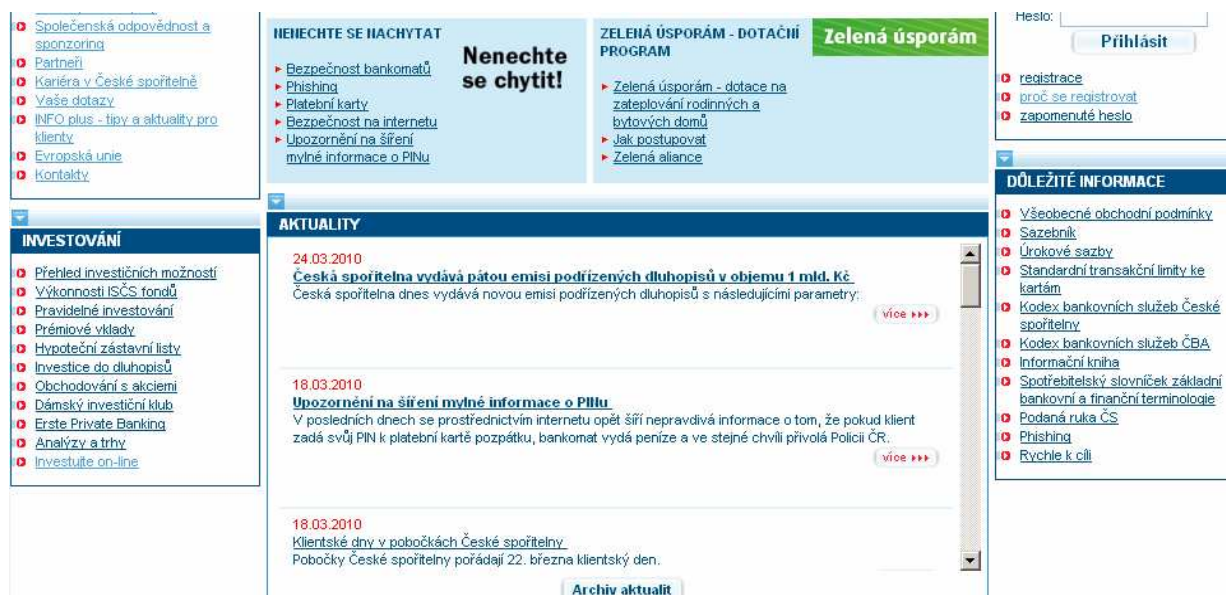 Společenská odpovědnost a
sponzoring
Partneři
Kariéra v České spořitelně
Vaše dotazy
INFO plus - tipy a aktuality pro
klienty
Evropská unie
Kontakty
INVESTOVÁNÍ
Přehled investičních možností
Výkonnosti ISČS fondů
Pravidelné investování
Prémiové vklady
Hypoteční zástavní listy
Investice do dluhopisů
Obchodování s akciemi
Dámský investiční klub
Erste Private Banking
Analýzy a trhy
Investujte on-line
NENECHTE SE NACHYTAT
Nenechte
se chytit!
Bezpečnost bankomatů
Phishing
Platební karty
Bezpečnost na internetu
Upozornění na šíření
mylné informace o PINu
ZELENÁ ÚSPORÁM - DOTAČNÍ
PROGRAM
Zelená úsporám
Zelená úsporám - dotace na
zateplování rodinných a
bytových domů
Jak postupovat
Zelená aliance
AKTUALITY
24.03.2010
Česká spořitelna vydává pátou emisi podřízených dluhopisů v objemu 1 mld. Kč
Česká spořitelna dnes vydává novou emisi podřízených dluhopisů s následujícími parametry:
více
18.03.2010
Upozornění na šíření mylné informace o PINu
V posledních dnech se prostřednictvím internetu opět šíří nepravdivá informace o tom, že pokud klient
zadá svůj PIN k platební kartě pozpátku, bankomat vydá peníze a ve stejné chvíli přivolá Policii ČR.
více
18.03.2010
Klientské dny v pobočkách České spořitelny
Pobočky České spořitelny pořádají 22. března klientský den.
Archiv aktualit
Heslo:
Přihlásit
registrace
proč se registrovat
zapomenuté heslo
DŮLEŽITÉ INFORMACE
Všeobecné obchodní podmínky
Sazebník
Úrokové sazby
Standardní transakční limity ke
kartám
Kodex bankovních služeb České
spořitelny
Kodex bankovních služeb ČBA
Informační kniha
Spotřebitelský slovníček základní
bankovní a finanční terminologie
Podaná ruka ČS
Phishing
Rychle k cíli